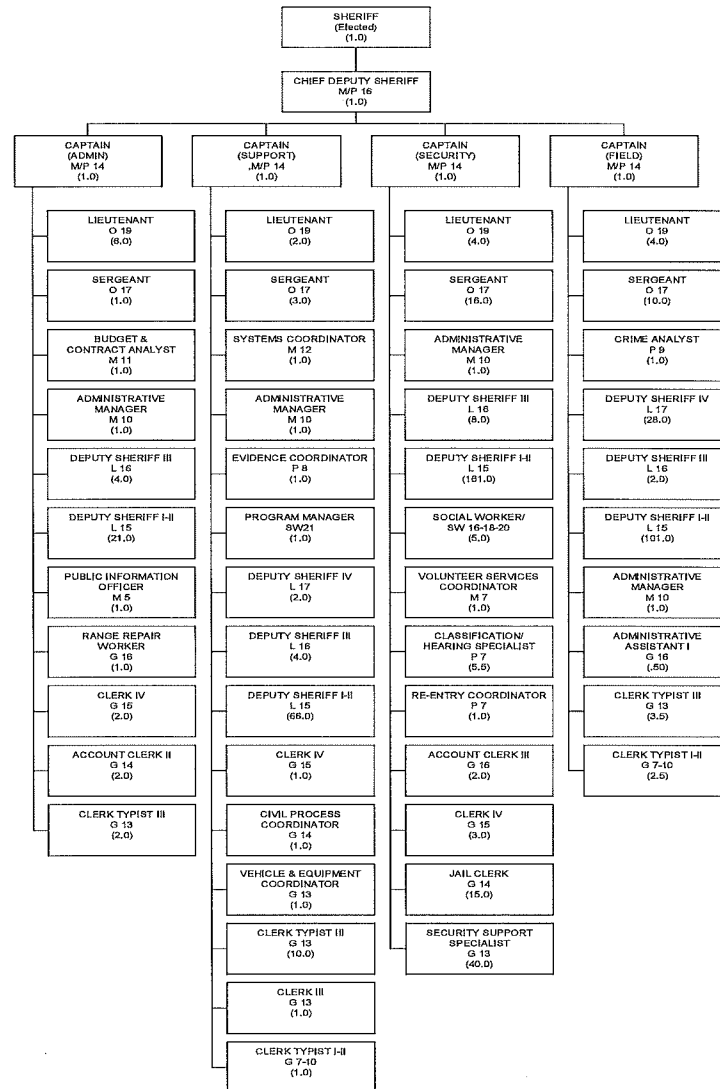 SHERIFF
(Elected)
(1.0)
CHIEF DEPUTY SHERIFF
M/P 16
(1.0)
CAPTAIN
(ADMIN)
M/P 14
(1.0)
LIEUTENANT
O 19
(6.0)
SERGEANT
O 17
(1.0)
BUDGET &
CONTRACT ANALYST
M 11
(1.0)
ADMINISTRATIVE
MANAGER
M 10
(1.0)
DEPUTY SHERIFF III
L 16
(4.0)
DEPUTY SHERIFF I-II
L 15
(21.0)
PUBLIC INFORMATION
OFFICER
M 5
(1.0)
RANGE REPAIR
WORKER
G 16
(1.0)
CLERK IV
G 15
(2.0)
ACCOUNT CLERK II
G 14
(2.0)
CLERK TYPIST III
G 13
(2.0)
CAPTAIN
(SUPPORT)
.M/P 14
(1.0)
LIEUTENANT
O 19
(2.0)
SERGEANT
O 17
(3.0)
SYSTEMS COORDINATOR
M 12
(1.0)
ADMINISTRATIVE
MANAGER
M 10
(1.0)
EVIDENCE COORDINATOR
P 8
(1.0)
PROGRAM MANAGER
SW21
(1.0)
DEPUTY SHERIFF IV
L 17
(2.0)
DEPUTY SHERIFF III
L 16
(4.0)
DEPUTY SHERIFF I-II
L 15
(66.0)
CLERK IV
G 15
(1.0)
CIVIL PROCESS
COORDINATOR
G 14
(1.0)
VEHICLE & EQUIPMENT
COORDINATOR
G 13
(1.0)
CLERK TYPIST III
G 13
(10.0)
CLERK III
G 13
(1.0)
CLERK TYPIST I-II
G 7-10
(1.0)
CAPTAIN
(SECURITY)
M/P 14
(1.0)
LIEUTENANT
O 19
(4.0)
SERGEANT
O 17
(16.0)
ADMINISTRATIVE
MANAGER
M 10
(1.0)
DEPUTY SHERIFF III
L 16
(8.0)
DEPUTY SHERIFF I-II
L 15
(161.0)
SOCIAL WORKER/
SW 16-18-20
(5.0)
VOLUNTEER SERVICES
COORDINATOR
M 7
(1.0)
CLASSIFICATION/
HEARING SPECIALIST
P 7
(5.5)
RE-ENTRY COORDINATOR
P 7
(1.0)
ACCOUNT CLERK III
G 16
(2.0)
CLERK IV
G 15
(3.0)
JAIL CLERK
G 14
(15.0)
SECURITY SUPPORT
SPECIALIST
G 13
(40.0)
CAPTAIN
(FIELD)
M/P 14
(1.0)
LIEUTENANT
O 19
(4.0)
SERGEANT
O 17
(10.0)
CRIME ANALYST
P 9
(1.0)
DEPUTY SHERIFF IV
L 17
(28.0)
DEPUTY SHERIFF III
L 16
(2.0)
DEPUTY SHERIFF I-II
L 15
(101.0)
ADMINISTRATIVE
MANAGER
M 10
(1.0)
ADMINISTRATIVE
ASSISTANT I
G 16
(.50)
CLERK TYPIST III
G 13
(3.5)
CLERK TYPIST I-II
G 7-10
(2.5)